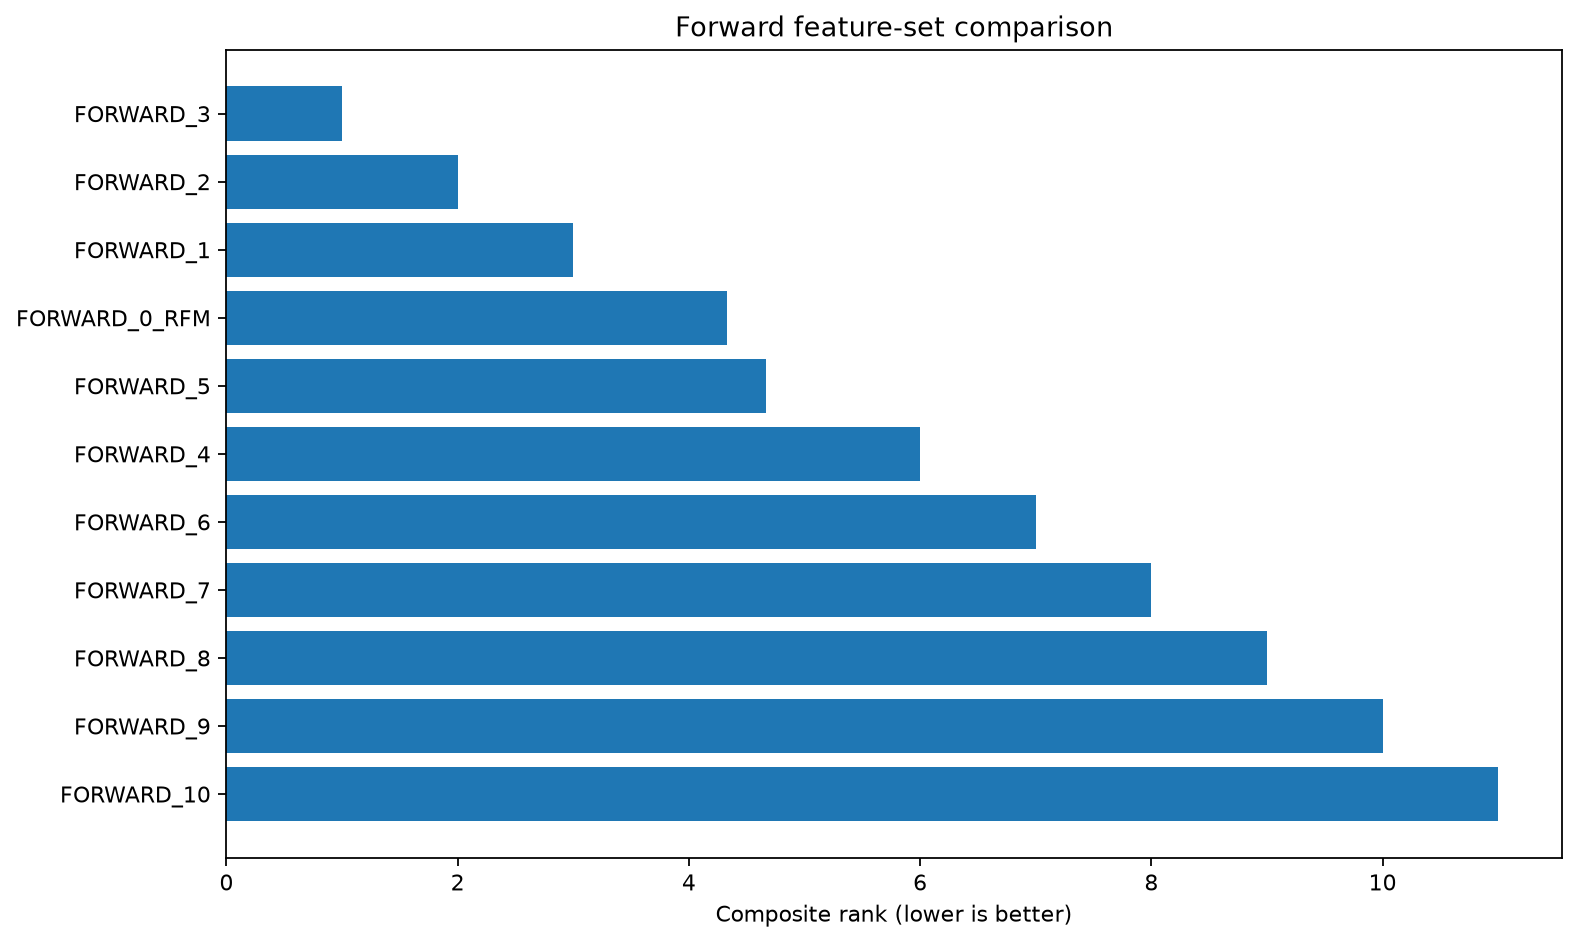 Forward feature-set comparison
FORWARD_3
FORWARD_2
FORWARD_1
FORWARD_0_RFM
FORWARD_5
FORWARD_4
FORWARD_6
FORWARD_7
FORWARD_8
FORWARD_9
FORWARD_10
0 2 4 6 8 10
Composite rank (lower is better)